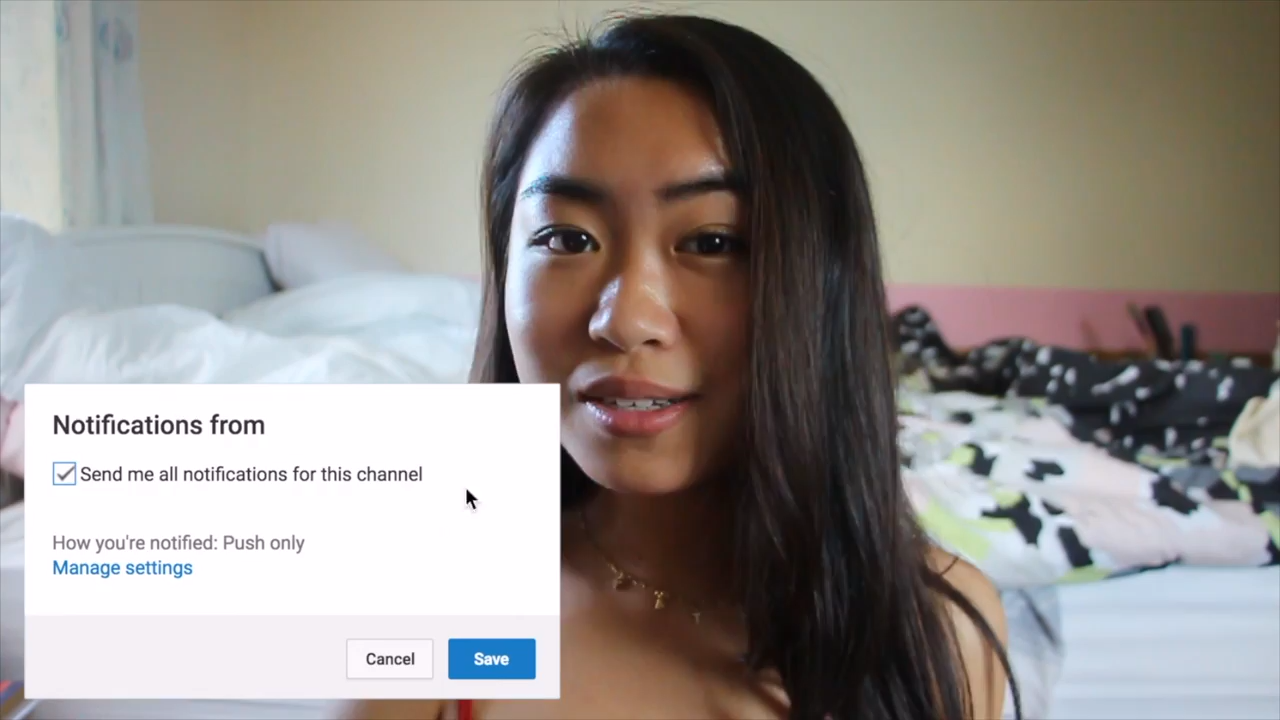 Notifications from
Send me all notifications for this channel
How you're notified: Push only
Manage settings
Cancel
Save